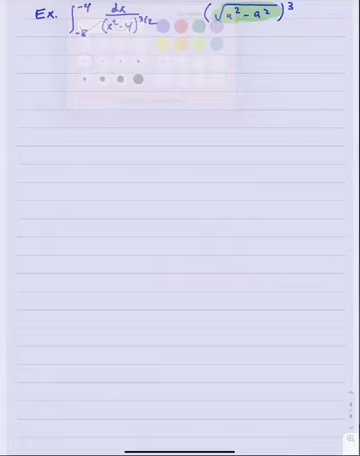 Ex. ∫_{-8}^{-4} dx/(x²-4)^{3/2} (√(u²-a²))³